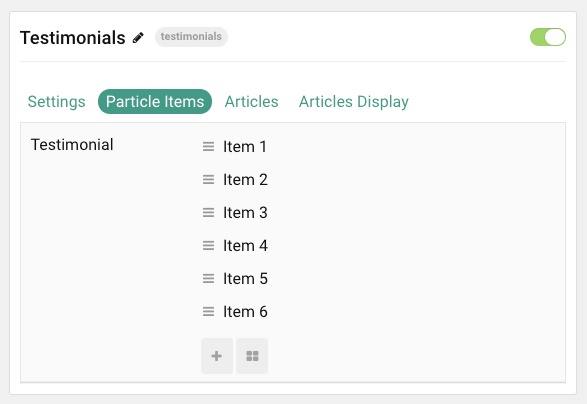 Testimonials testimonials
Settings Particle Items Articles Articles Display
Testimonial Item 1
Item 2
Item 3
Item 4
Item 5
Item 6